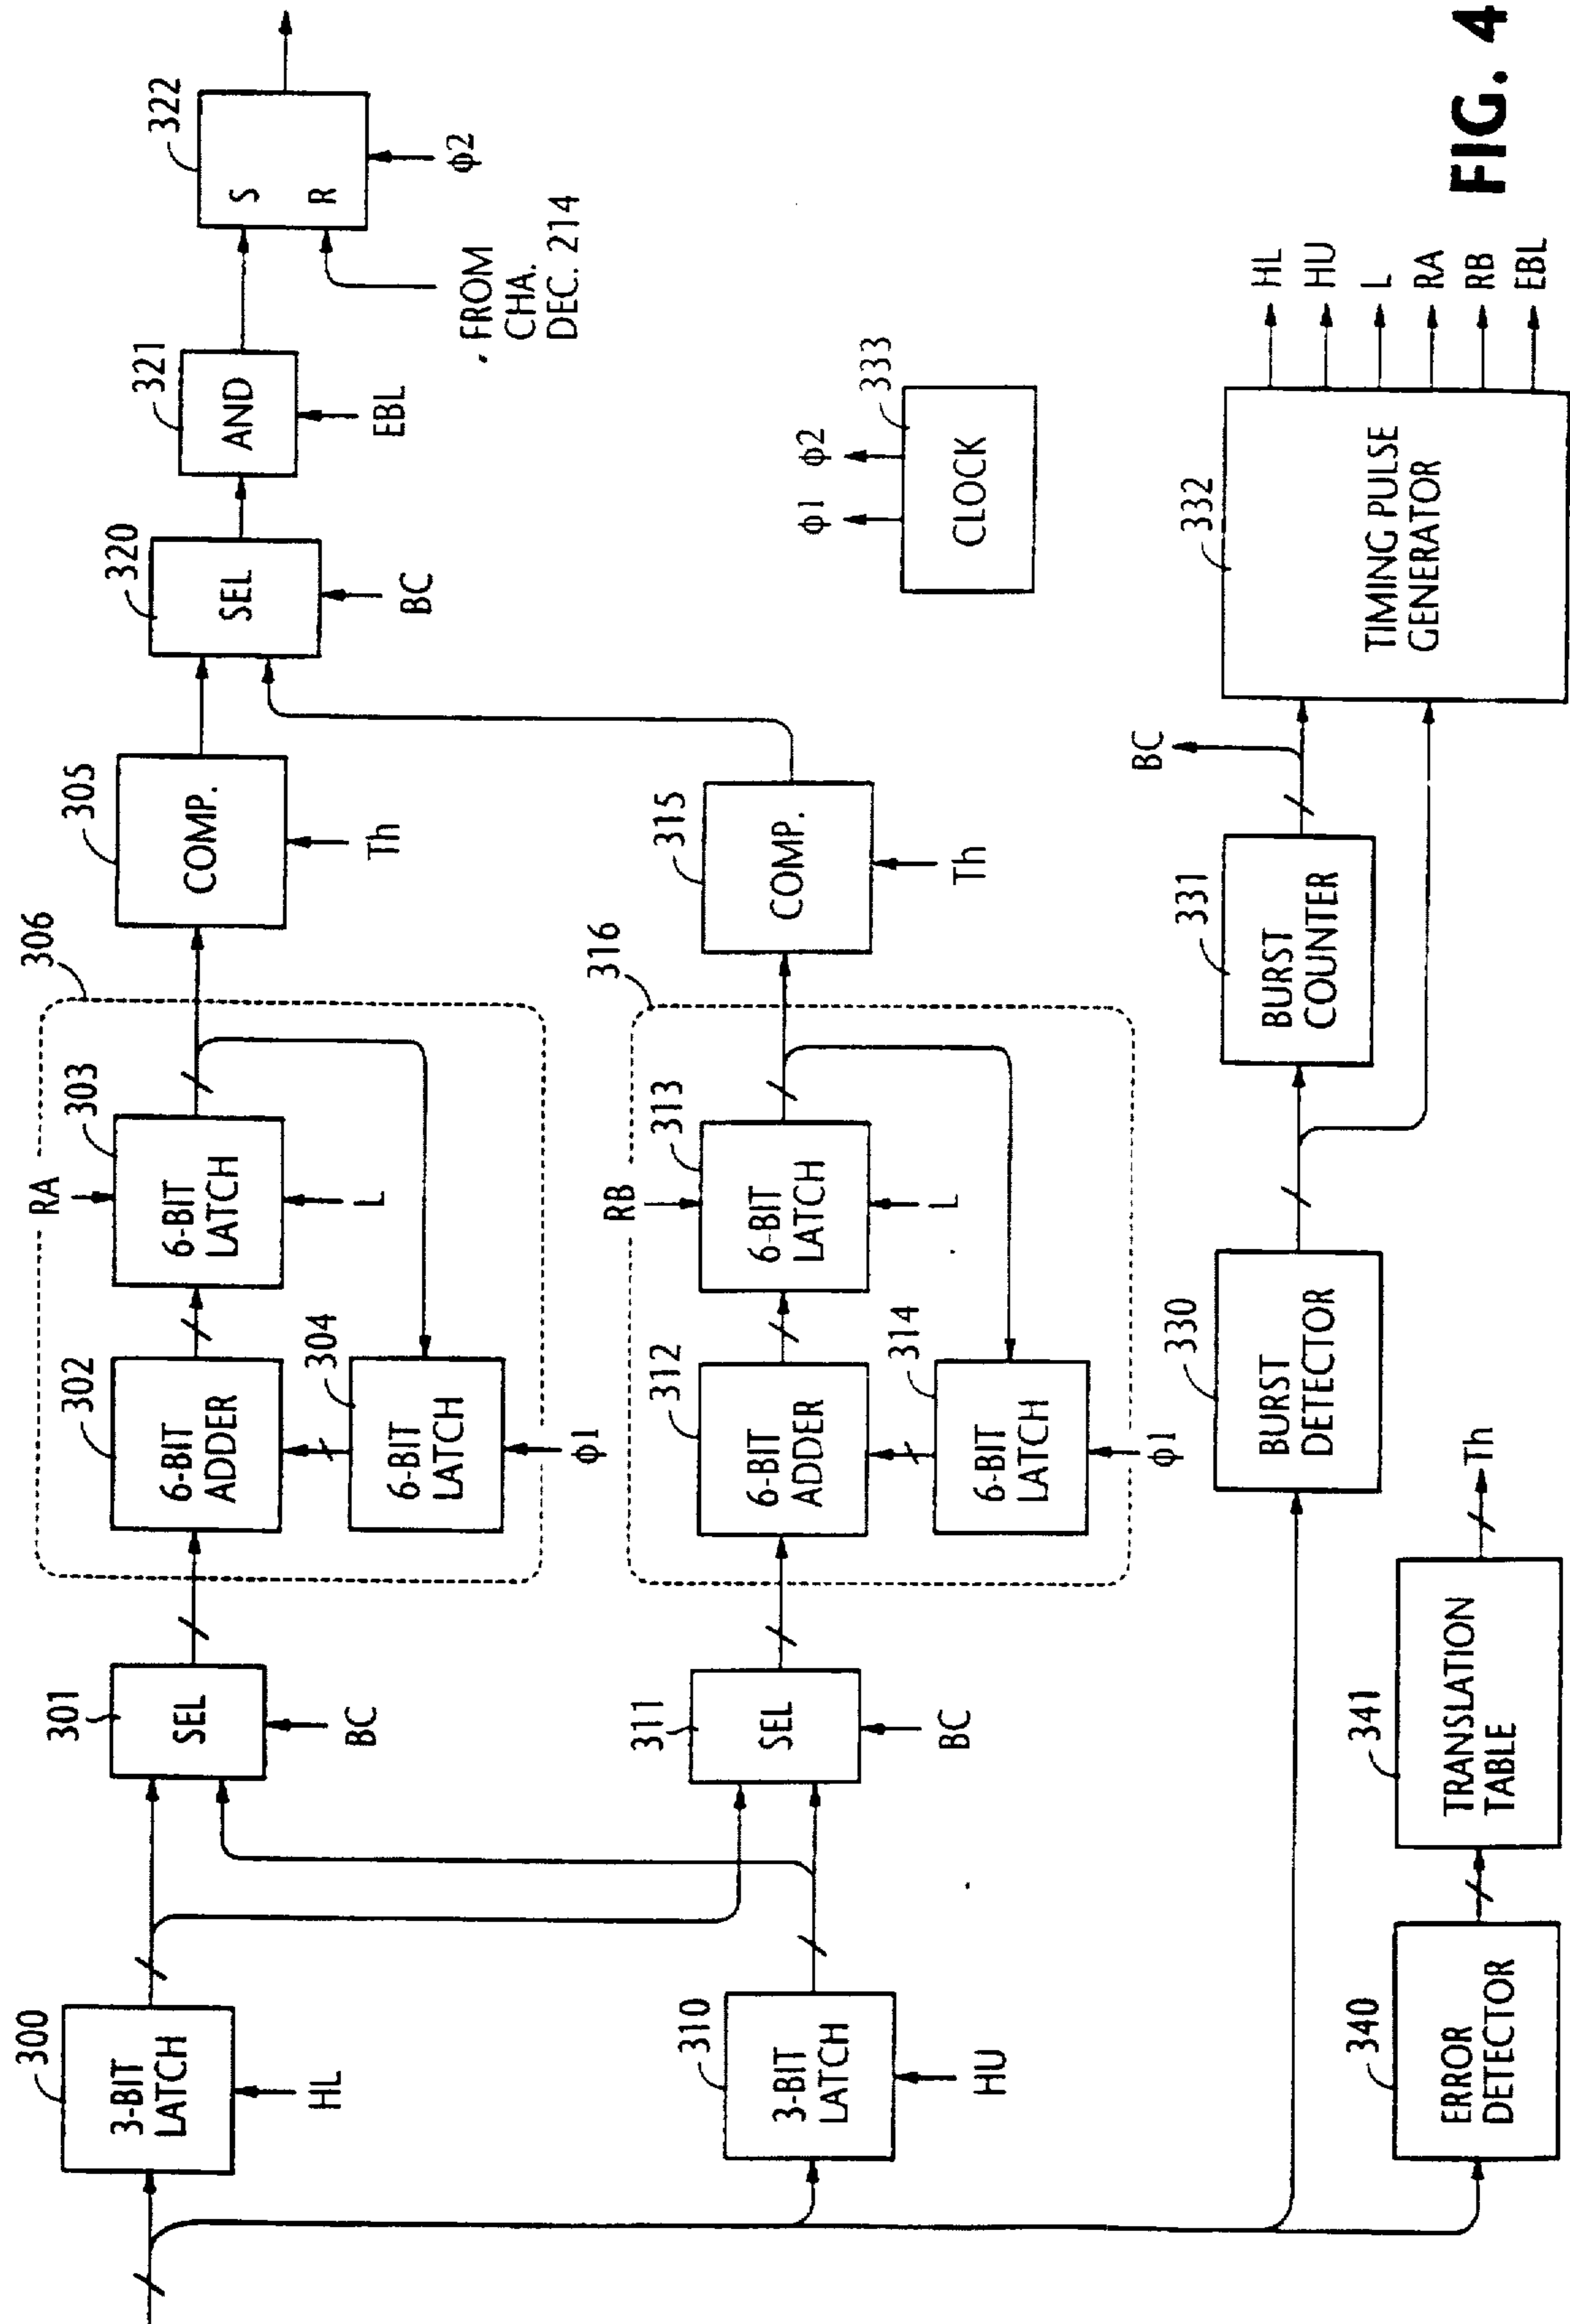 300
3-BIT
LATCH
HL
301
SEL
BC
302
6-BIT
ADDER
RA
303
6-BIT
LATCH
L
304
6-BIT
LATCH
φ1
306
305
COMP.
Th
320
SEL
BC
321
AND
EBL
322
S
R
φ2
FROM
CHA.
DEC. 214
310
3-BIT
LATCH
HU
311
SEL
BC
312
6-BIT
ADDER
RB
313
6-BIT
LATCH
L
314
6-BIT
LATCH
φ1
316
315
COMP.
Th
φ1
φ2
333
CLOCK
330
BURST
DETECTOR
331
BURST
COUNTER
BC
332
TIMING PULSE
GENERATOR
HL
HU
L
RA
RB
EBL
340
ERROR
DETECTOR
341
TRANSLATION
TABLE
Th
FIG. 4